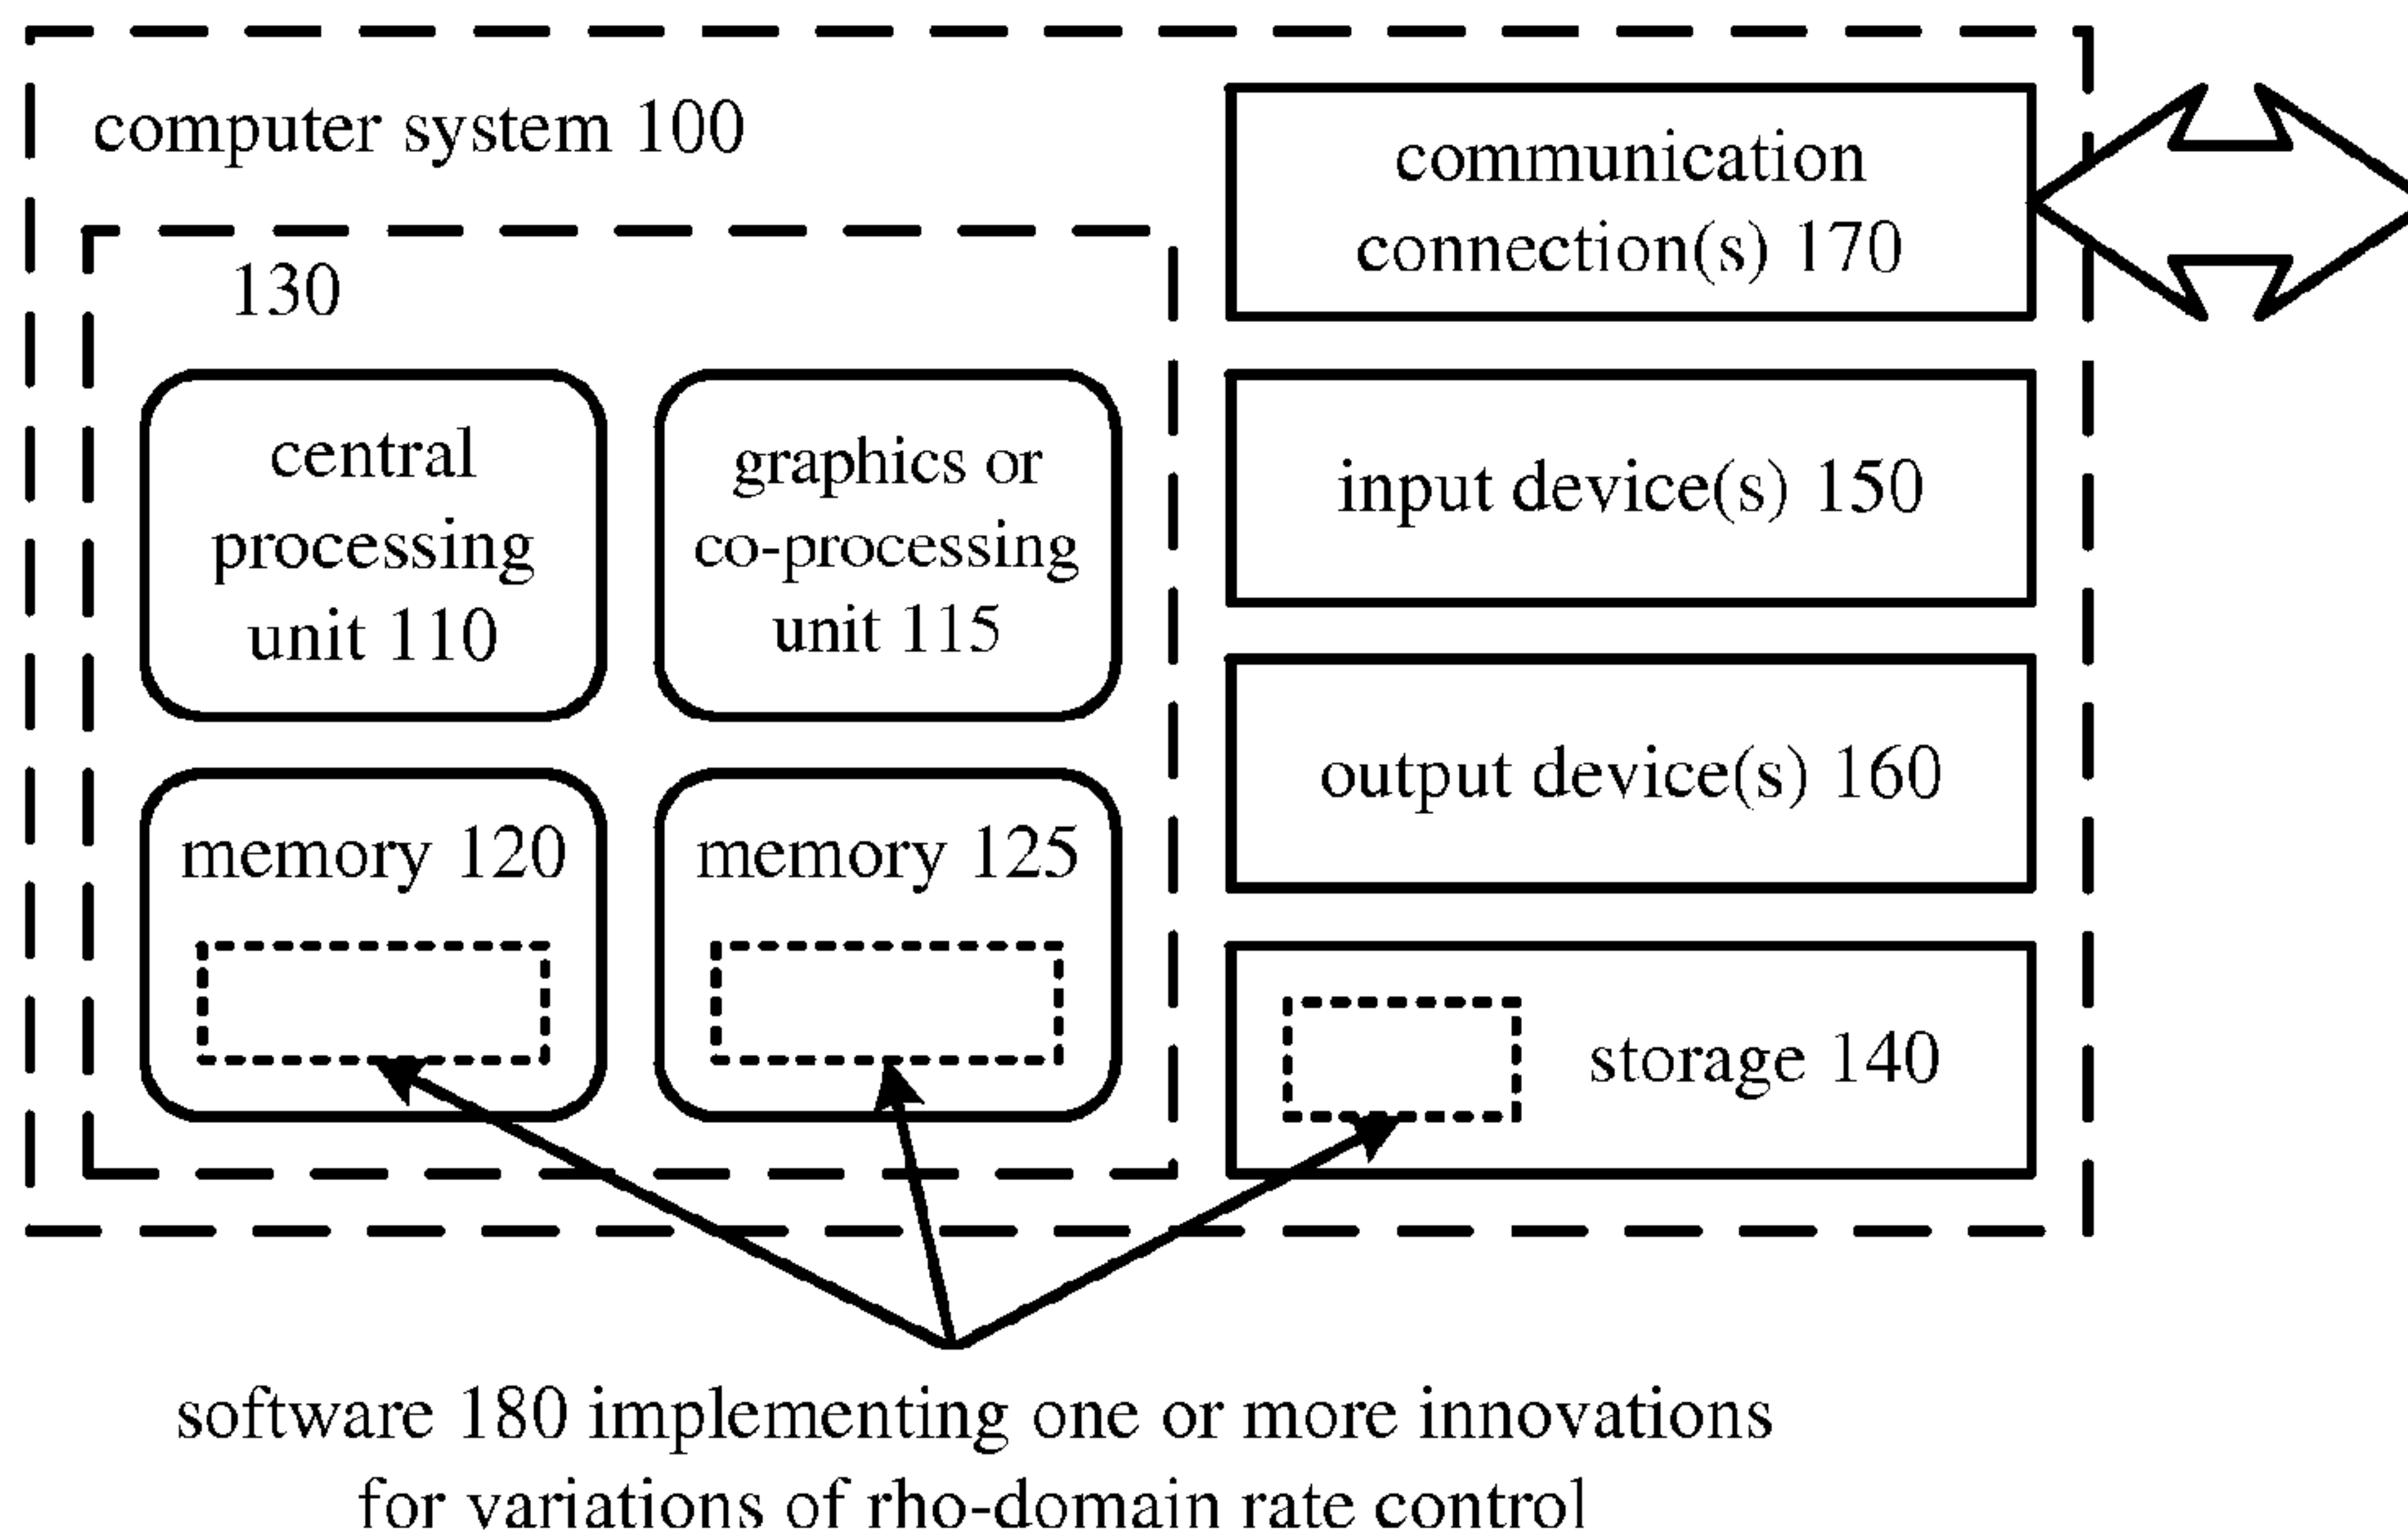 computer system 100
130
central
processing
unit 110
graphics or
co-processing
unit 115
memory 120
memory 125
communication
connection(s) 170
input device(s) 150
output device(s) 160
storage 140
software 180 implementing one or more innovations
for variations of rho-domain rate control